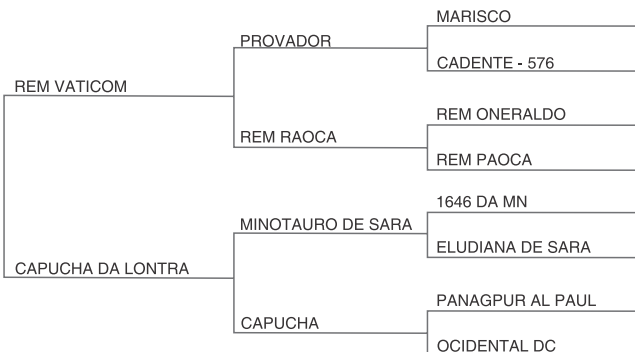 MARISCO
PROVADOR
CADENTE - 576
REM VATICOM
REM ONERALDO
REM RAOCA
REM PAOCA
1646 DA MN
MINOTAURO DE SARA
ELUDIANA DE SARA
CAPUCHA DA LONTRA
PANAGPUR AL PAUL
CAPUCHA
OCIDENTAL DC